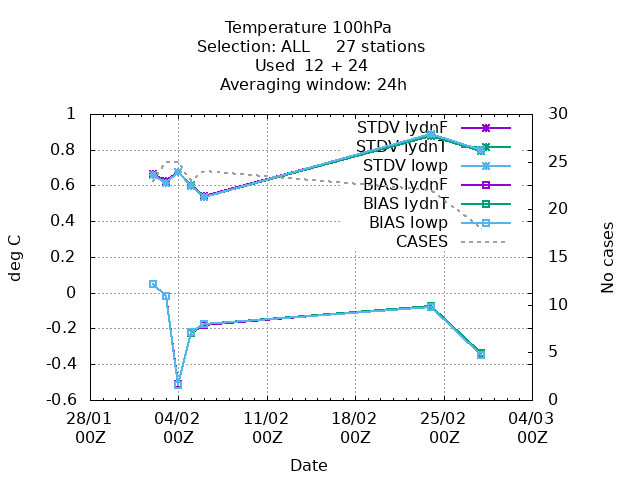 Temperature 100hPa
Selection: ALL 27 stations
Used 12 + 24
Averaging window: 24h
1
0.8
0.6
0.4
0.2
0
-0.2
-0.4
-0.6
30
25
20
15
10
5
0
STDV lydnF
STDV lydnT
STDV lowp
BIAS lydnF
BIAS lydnT
BIAS lowp
CASES
deg C
No cases
28/01 04/02 11/02 18/02 25/02 04/03
00Z 00Z 00Z 00Z 00Z 00Z
Date